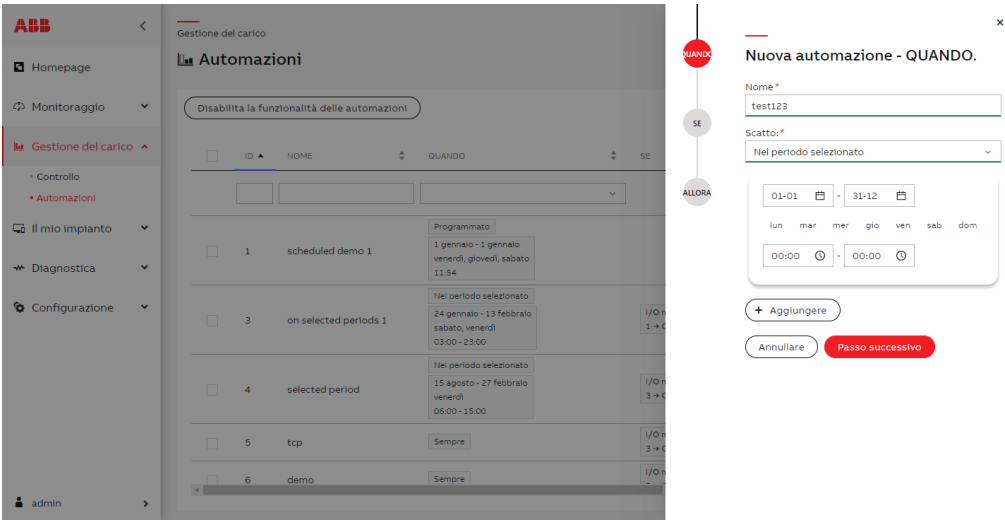 ABB
Homepage
Monitoraggio
Gestione del carico
Controllo
Automazioni
Il mio impianto
Diagnostica
Configurazione
admin
Gestione del carico
Automazioni
Disabilita la funzionalità delle automazioni
ID NOME QUANDO SE
1 scheduled demo 1
Programmato
1 gennaio - 1 gennaio
venerdì, giovedì, sabato
11:54
3 on selected periods 1
Nel periodo selezionato
24 gennaio - 13 febbraio
sabato, venerdì
03:00 - 23:00
I/O n
1 → C
4 selected period
Nel periodo selezionato
15 agosto - 27 febbraio
venerdì
06:00 - 15:00
I/O n
3 → C
5 tcp Sempre
I/O n
3 → C
6 demo Sempre
I/O n
QUANDO
SE
ALLORA
×
Nuova automazione - QUANDO.
Nome *
test123
Scatto: *
Nel periodo selezionato
01-01 - 31-12
lun mar mer gio ven sab dom
00:00 - 00:00
+ Aggiungere
Annullare Passo successivo